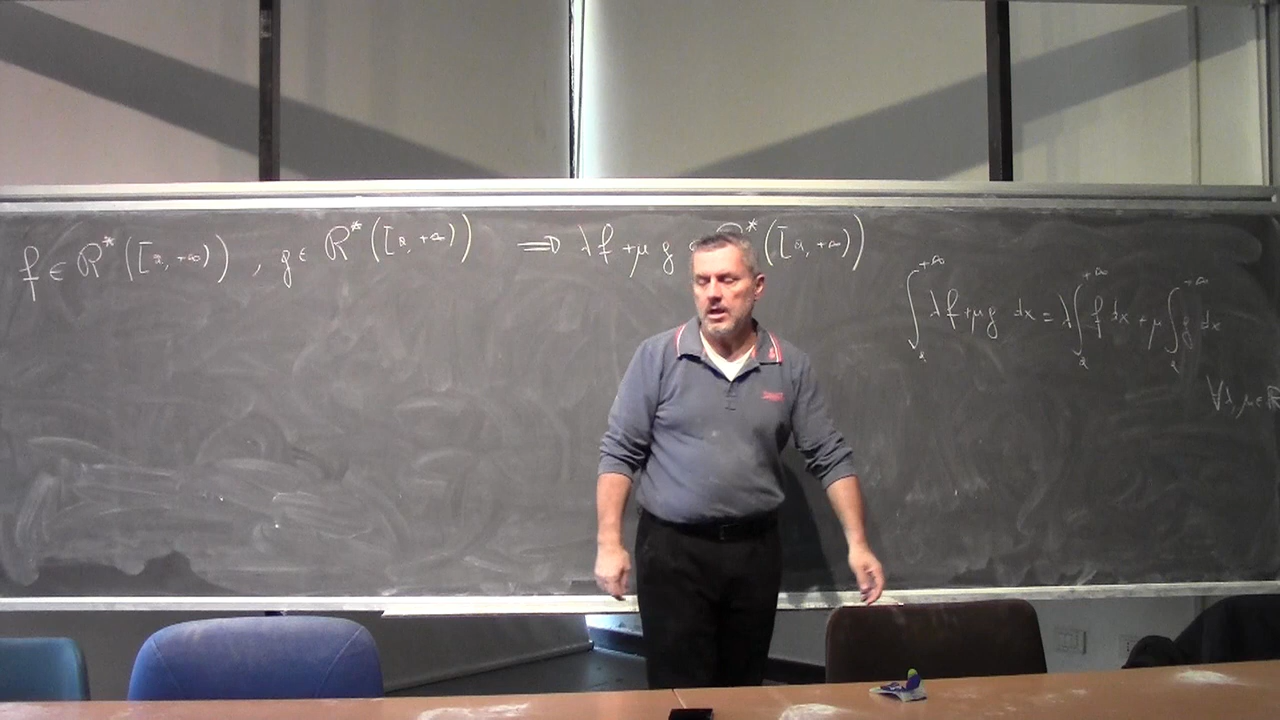 f ∈ R*([a, +∞)), g ∈ R*([a, +∞)) ⟹ λf + μg R*([a, +∞))
∫_a^{+∞} λf + μg dx = λ∫_a^{+∞} f dx + μ ∫_a^{+∞} g dx
∀ λ, μ ∈ R